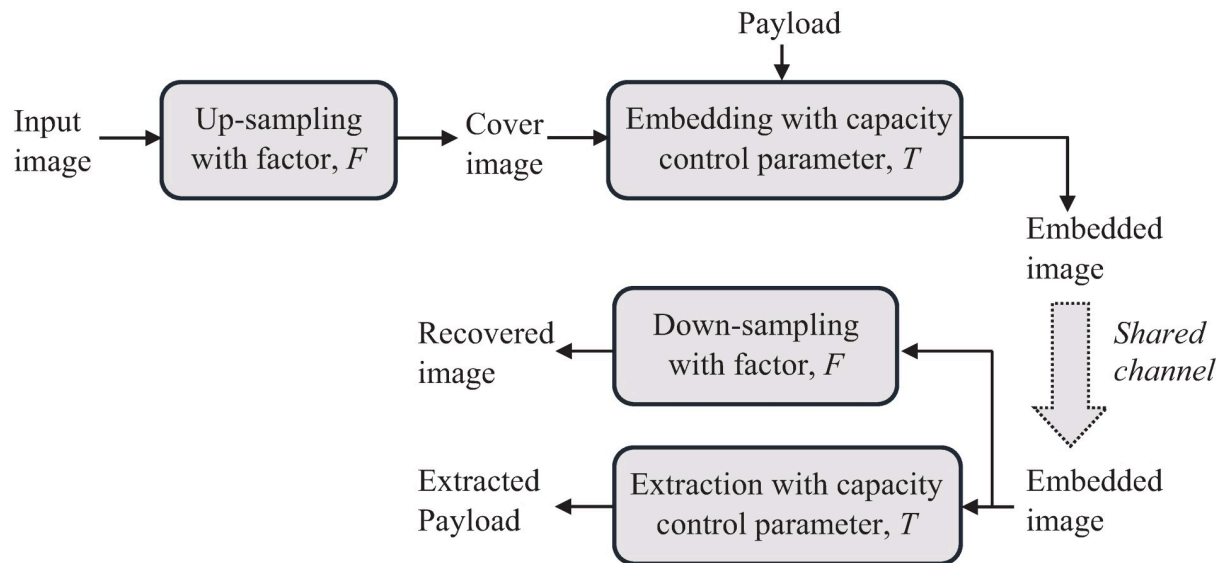 Payload
Input
image
Up-sampling
with factor, F
Cover
image
Embedding with capacity
control parameter, T
Embedded
image
Shared
channel
Down-sampling
with factor, F
Recovered
image
Extracted
Payload
Extraction with capacity
control parameter, T
Embedded
image